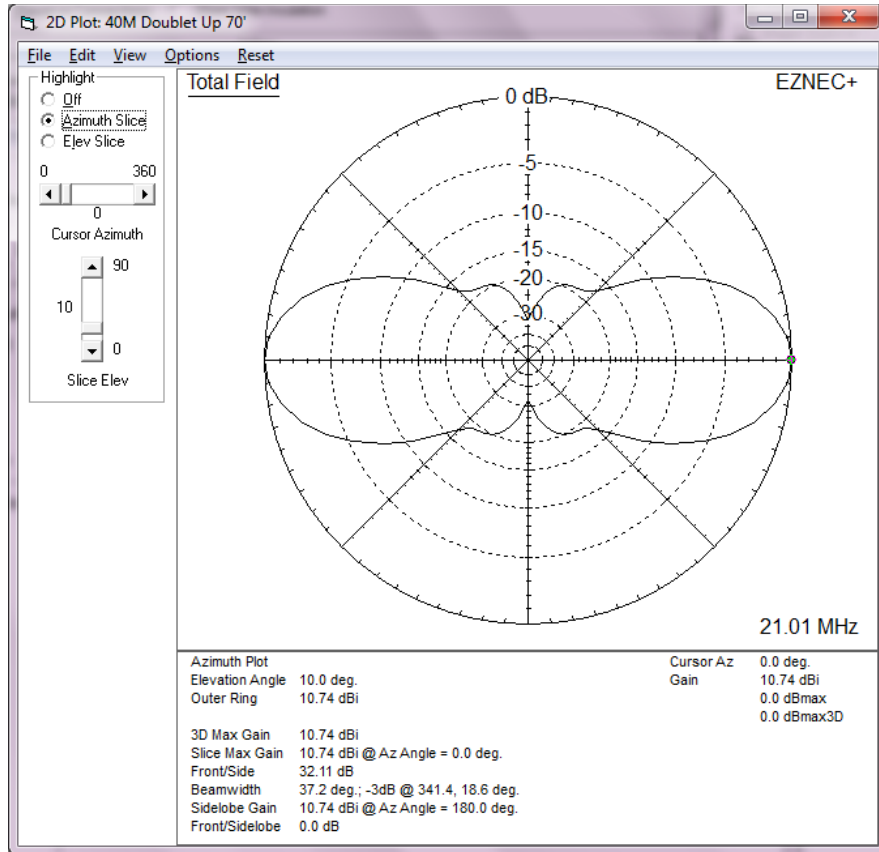 2D Plot: 40M Doublet Up 70'
File Edit View Options Reset
Highlight
Off
Azimuth Slice
Elev Slice
0 360
0
Cursor Azimuth
90
10
0
Slice Elev
Total Field
EZNEC+
0 dB
-5
-10
-15
-20
-30
21.01 MHz
Azimuth Plot
Elevation Angle 10.0 deg.
Outer Ring 10.74 dBi
3D Max Gain 10.74 dBi
Slice Max Gain 10.74 dBi @ Az Angle = 0.0 deg.
Front/Side 32.11 dB
Beamwidth 37.2 deg.; -3dB @ 341.4, 18.6 deg.
Sidelobe Gain 10.74 dBi @ Az Angle = 180.0 deg.
Front/Sidelobe 0.0 dB
Cursor Az 0.0 deg.
Gain 10.74 dBi
0.0 dBmax
0.0 dBmax3D